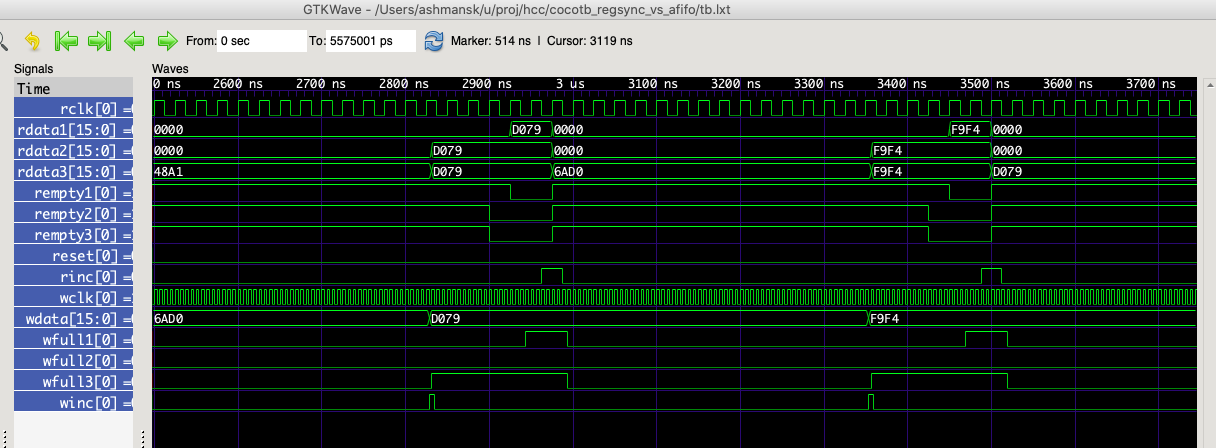 GTKWave - /Users/ashmansk/u/proj/hcc/cocotb_regsync_vs_afifo/tb.lxt
From: 0 sec To: 5575001 ps Marker: 514 ns | Cursor: 3119 ns
Signals Waves
Time 0 ns 2600 ns 2700 ns 2800 ns 2900 ns 3 us 3100 ns 3200 ns 3300 ns 3400 ns 3500 ns 3600 ns 3700 ns
rclk[0] =
rdata1[15:0] = 0000 D079 0000 F9F4 0000
rdata2[15:0] = 0000 D079 0000 F9F4 0000
rdata3[15:0] = 48A1 D079 6AD0 F9F4 D079
rempty1[0] =
rempty2[0] =
rempty3[0] =
reset[0] =
rinc[0] =
wclk[0] =
wdata[15:0] = 6AD0 D079 F9F4
wfull1[0] =
wfull2[0] =
wfull3[0] =
winc[0] =